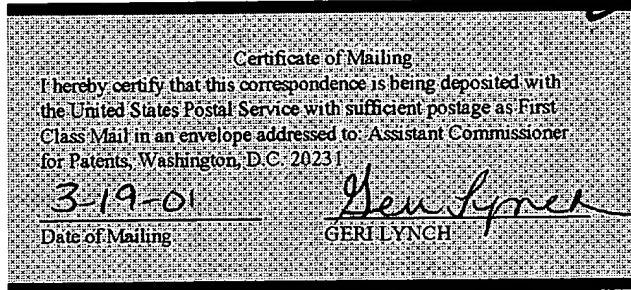 Certificate of Mailing
I hereby certify that this correspondence is being deposited with
the United States Postal Service with sufficient postage as First
Class Mail in an envelope addressed to: Assistant Commissioner
for Patents, Washington, D.C. 20231
3-19-01 Geri Lynch
Date of Mailing GERI LYNCH